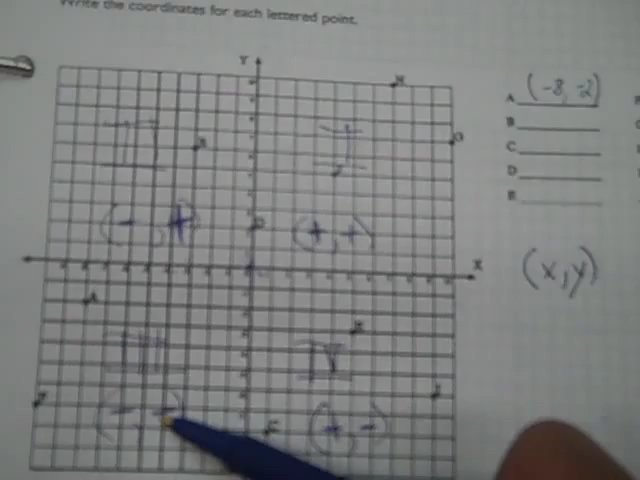 Write the coordinates for each lettered point.
Y
A (-8, -2)
B
C
D
E
II
I
(-, +)
(+, +)
X
(x, y)
A
III
IV
(-, -)
(+, -)